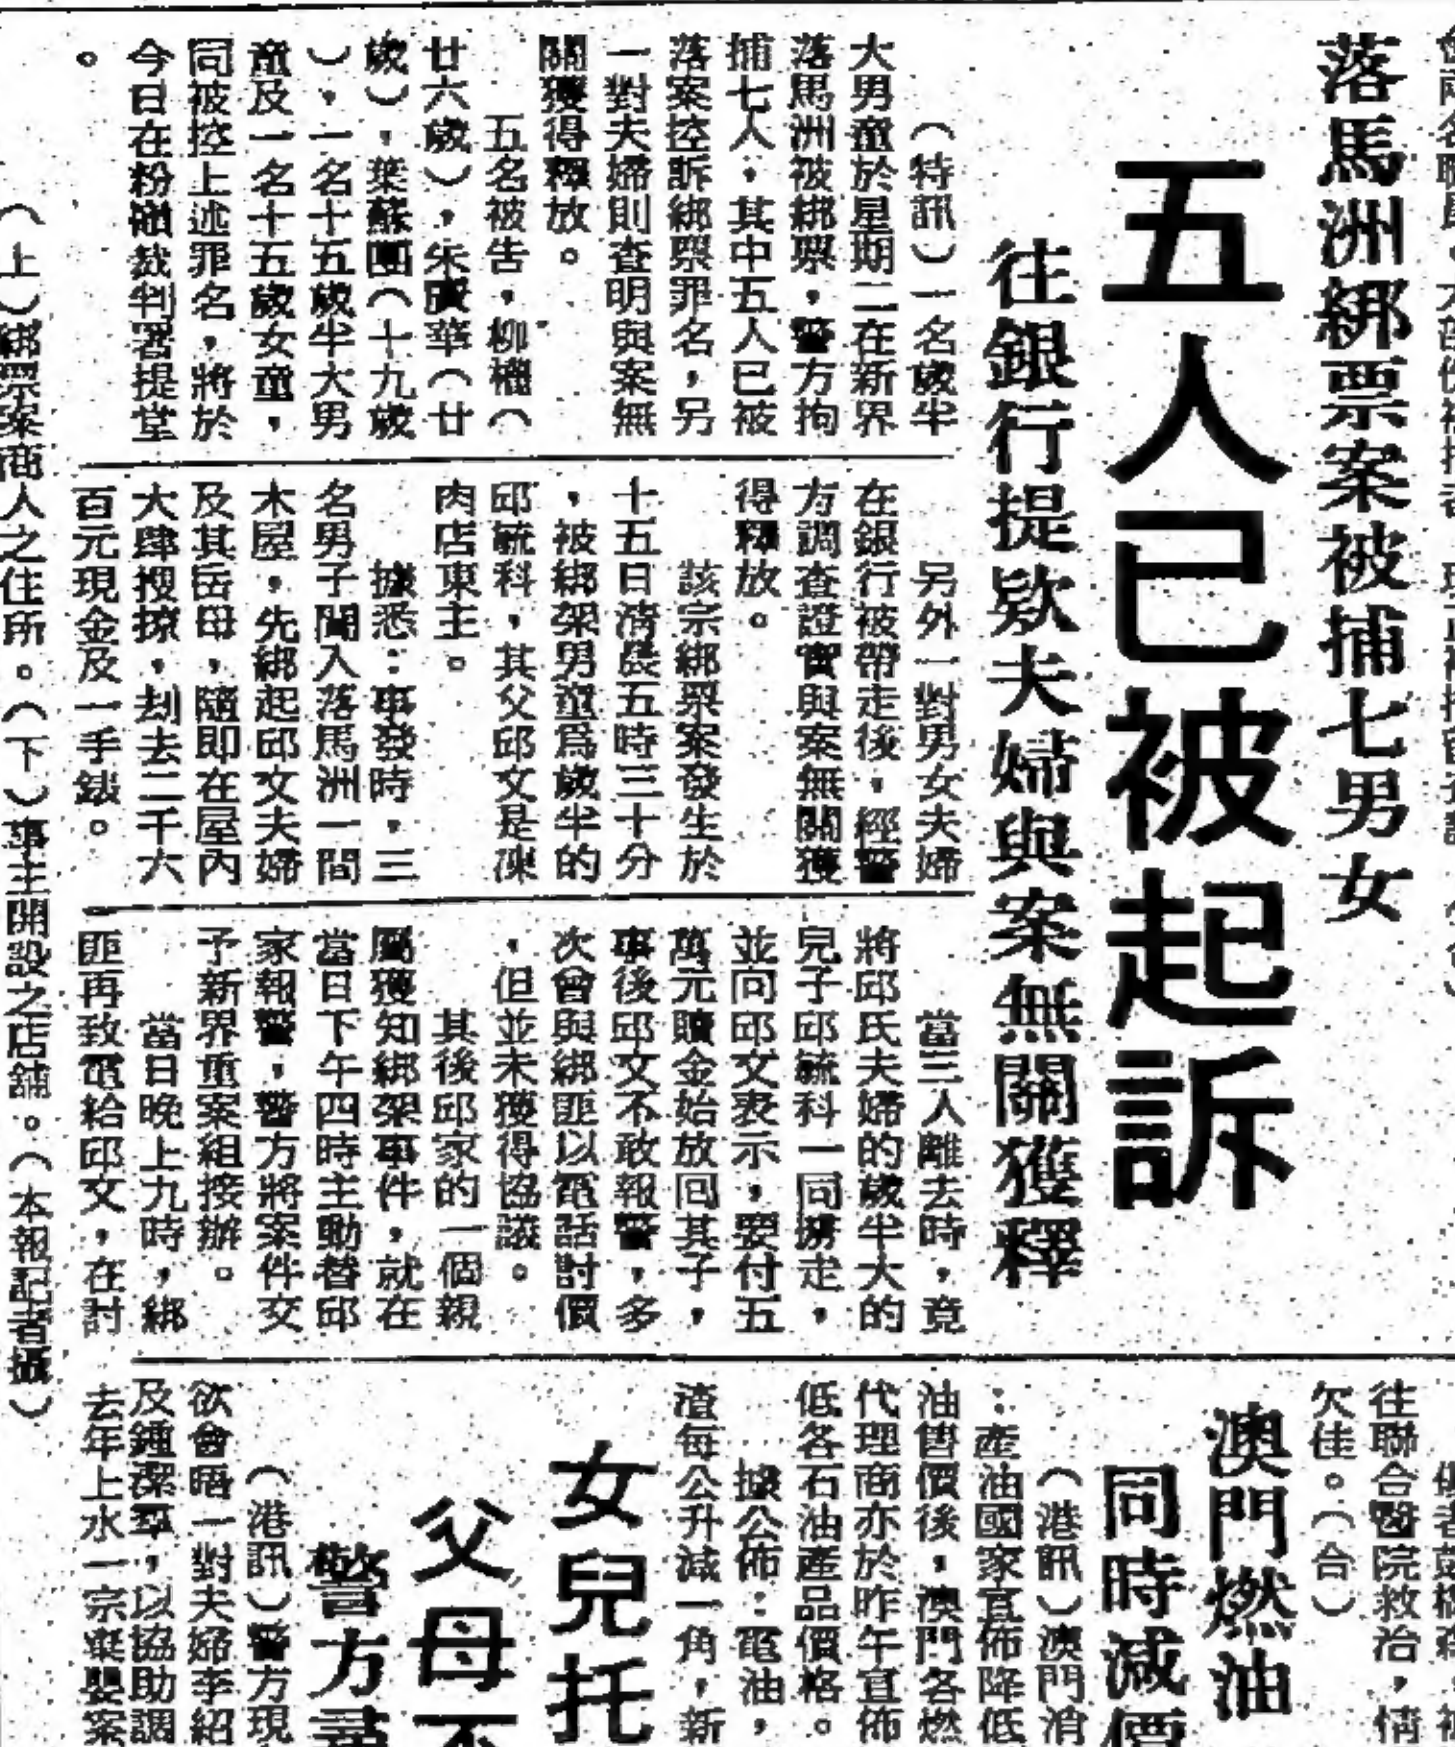 落馬洲綁票案被捕七男女
五人已被起訴
往銀行提欵夫婦與案無關獲釋
（特訊）一名歲半
大男童於星期二在新界
落馬洲被綁票，警方拘
捕七人，其中五人已被
落案控訴綁票罪名，另
一對夫婦則查明與案無
關獲得釋放。
五名被告，柳機（
廿六歲），朱廣華（廿
歲），葉蘇團（十九歲
），一名十五歲半大男
童及一名十五歲女童，
同被控上述罪名，將於
今日在粉嶺裁判署提堂
。
另外一對男女夫婦
在銀行被帶走後，經警
方調查證實與案無關獲
得釋放。
該宗綁票案發生於
十五日清晨五時三十分
，被綁架男童爲歲半的
邱毓科，其父邱文是凍
肉店東主。
據悉：事發時，三
名男子闖入落馬洲一間
木屋，先綁起邱文夫婦
及其岳母，隨即在屋內
大肆搜掠，刦去二千六
百元現金及一手錶。
當三人離去時，竟
將邱氏夫婦的歲半大的
兒子邱毓科一同擄走，
並向邱文表示，要付五
萬元贖金始放回其子，
事後邱文不敢報警，多
次曾與綁匪以電話討價
，但並未獲得協議。
其後邱家的一個親
屬獲知綁架事件，就在
當日下午四時主動替邱
家報警，警方將案件交
予新界重案組接辦。
當日晚上九時，綁
匪再致電給邱文，在討
（上）綁票案商人之住所。（下）事主開設之店舖。（本報記者攝）
往聯合醫院救治，情
欠佳。（合）
澳門燃油
同時減價
（港訊）澳門消
：產油國家宣佈降低
油售價後，澳門各燃
代理商亦於昨午宣佈
低各石油產品價格。
據公佈：電油，
渣每公升減一角，新
女兒托
父母不
警方尋
（港訊）警方現
欲會晤一對夫婦李紹
及鍾潔羣，以協助調
去年上水一宗棄嬰案